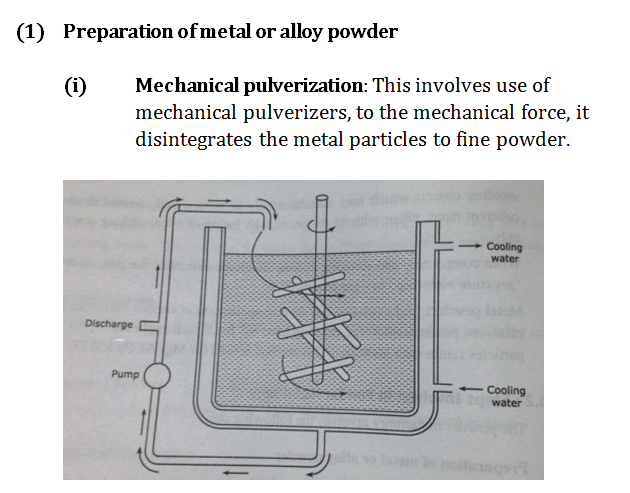 (1) Preparation of metal or alloy powder
(i) Mechanical pulverization: This involves use of
mechanical pulverizers, to the mechanical force, it
disintegrates the metal particles to fine powder.
Cooling
water
Discharge
Pump
Cooling
water